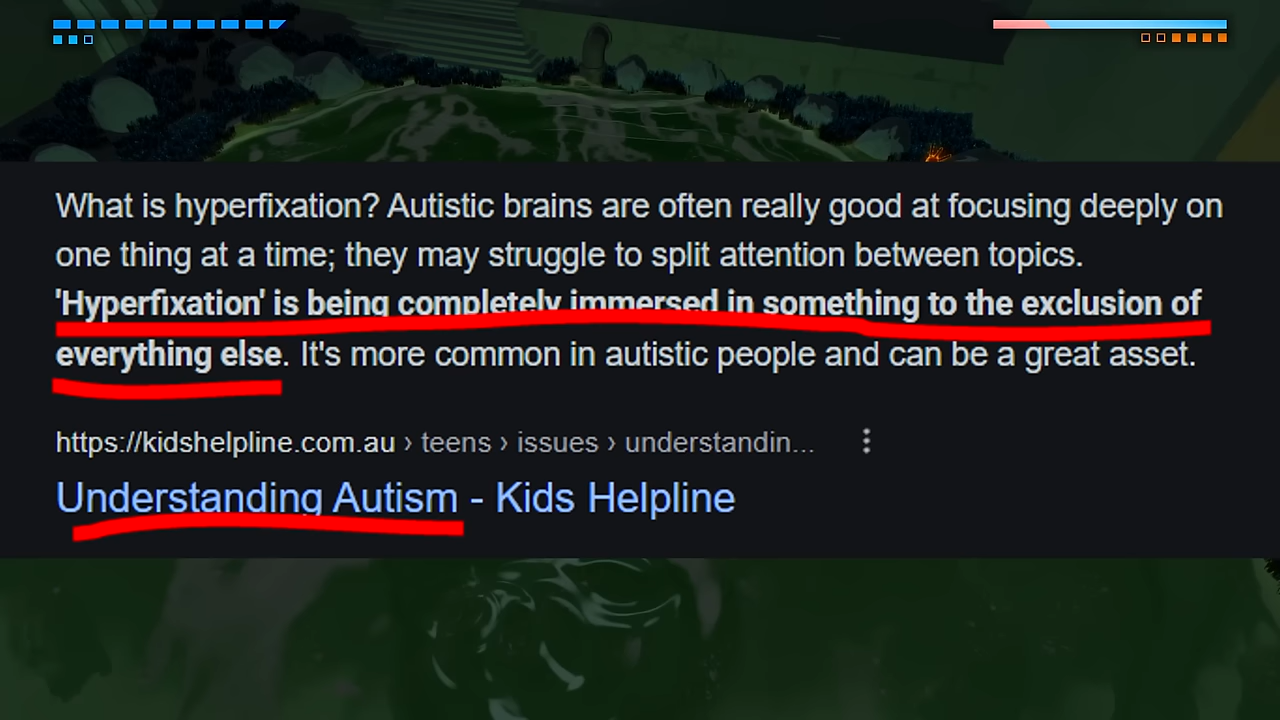 What is hyperfixation? Autistic brains are often really good at focusing deeply on
one thing at a time; they may struggle to split attention between topics.
'Hyperfixation' is being completely immersed in something to the exclusion of
everything else. It's more common in autistic people and can be a great asset.
https://kidshelpline.com.au › teens › issues › understandin...
Understanding Autism - Kids Helpline